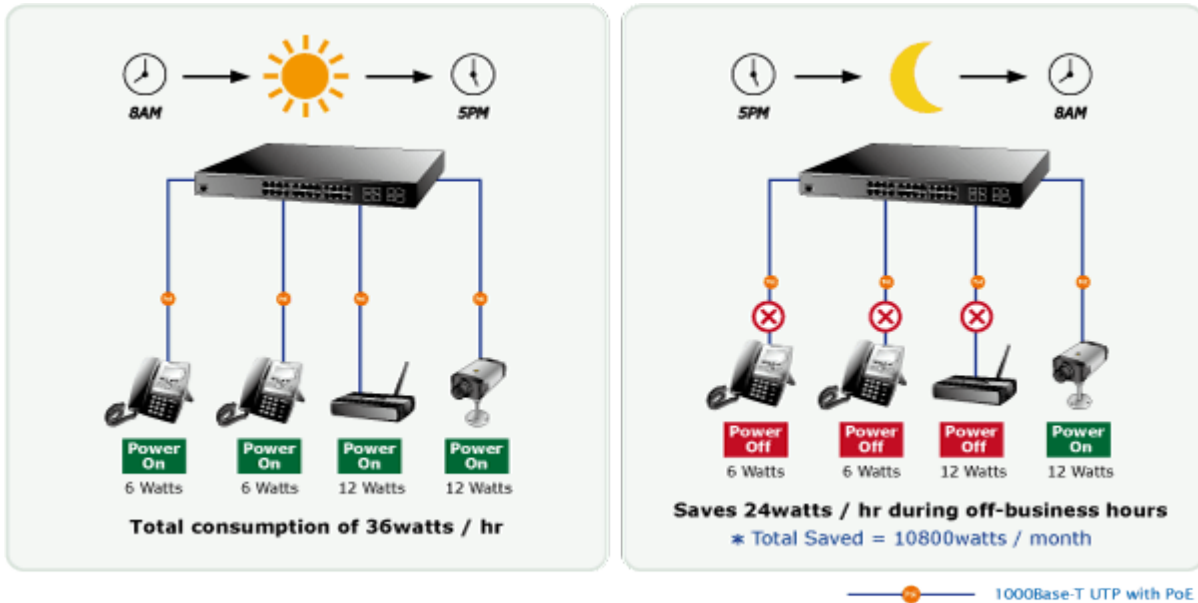 8AM
5PM
Power
On
6 Watts
Power
On
6 Watts
Power
On
12 Watts
Power
On
12 Watts
Total consumption of 36watts / hr
5PM
8AM
Power
Off
6 Watts
Power
Off
6 Watts
Power
Off
12 Watts
Power
On
12 Watts
Saves 24watts / hr during off-business hours
* Total Saved = 10800watts / month
1000Base-T UTP with PoE